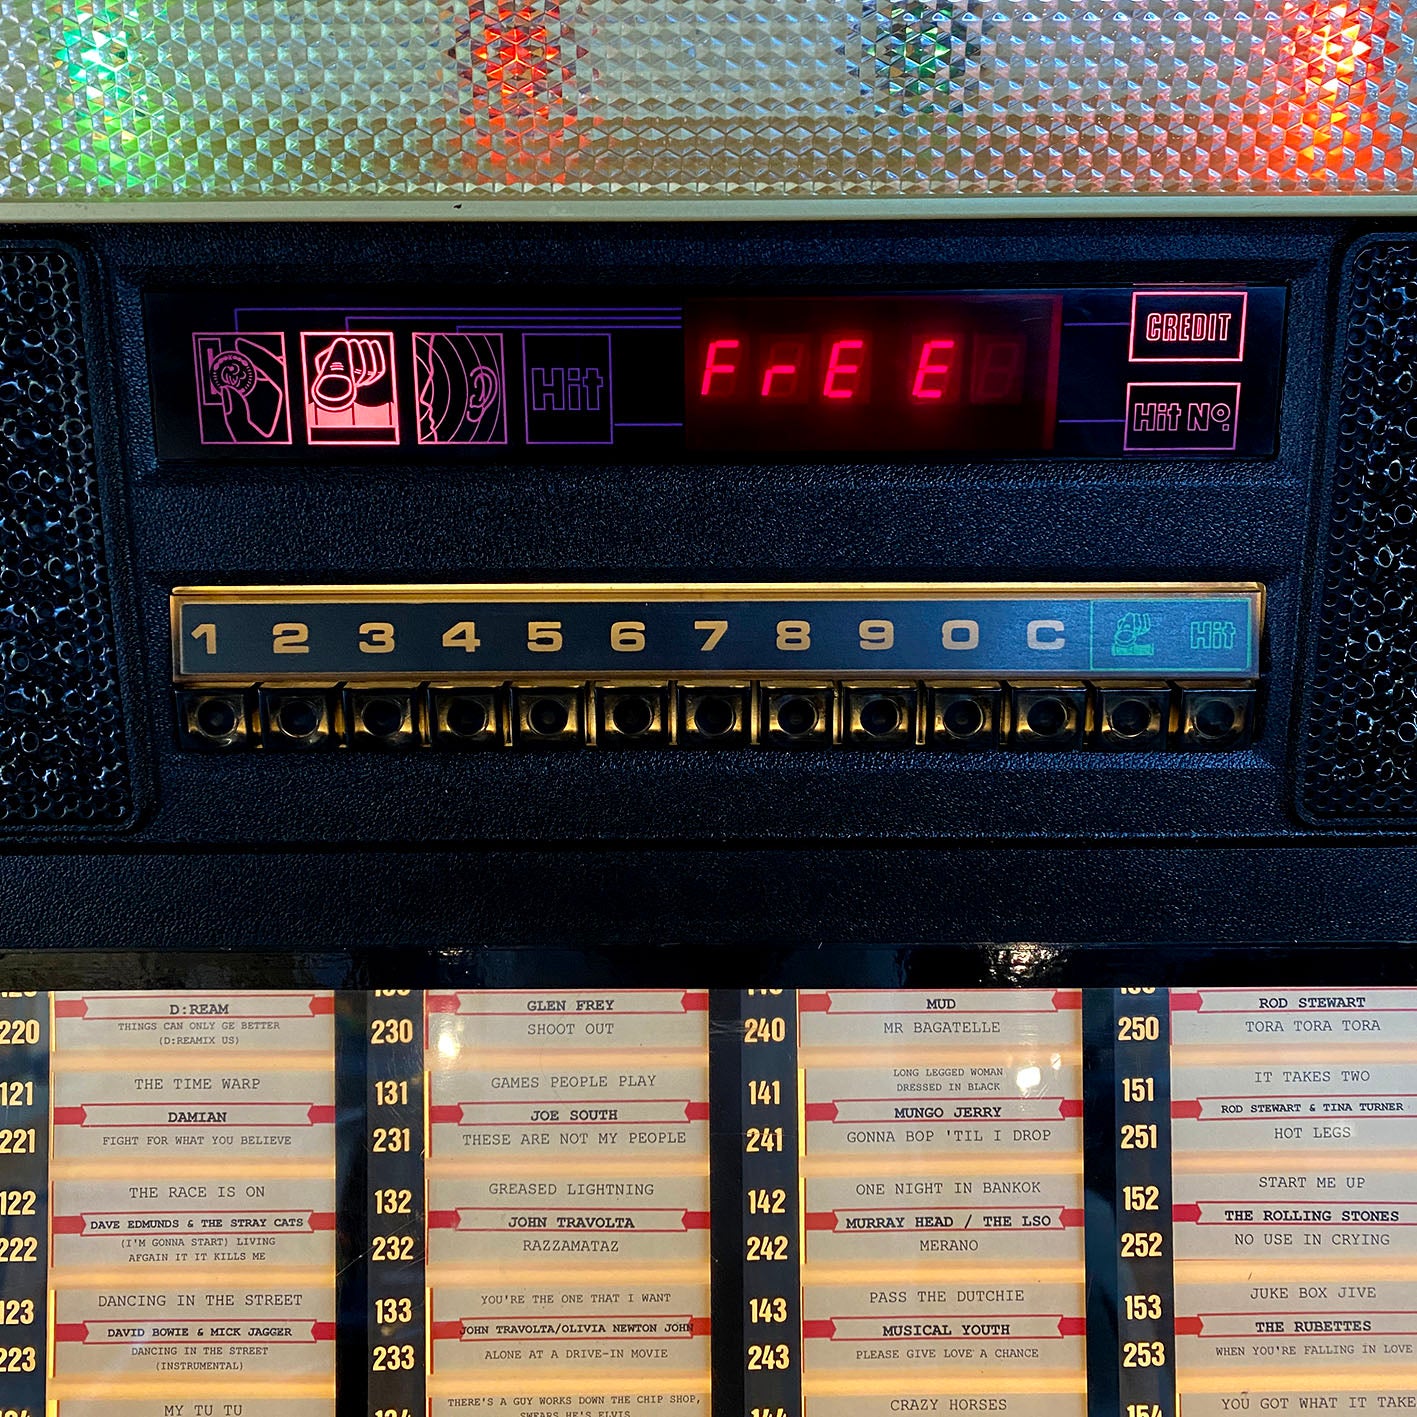 CREDIT
Hit
FrEE E
Hit Nº
1 2 3 4 5 6 7 8 9 0 C Hit
D:REAM
220
THINGS CAN ONLY GE BETTER
(D:REAMIX US)
121
THE TIME WARP
DAMIAN
221
FIGHT FOR WHAT YOU BELIEVE
122
THE RACE IS ON
DAVE EDMUNDS & THE STRAY CATS
222
(I'M GONNA START) LIVING
AFGAIN IT IT KILLS ME
123
DANCING IN THE STREET
DAVID BOWIE & MICK JAGGER
223
DANCING IN THE STREET
(INSTRUMENTAL)
MY TU TU
GLEN FREY
230
SHOOT OUT
131
GAMES PEOPLE PLAY
JOE SOUTH
231
THESE ARE NOT MY PEOPLE
132
GREASED LIGHTNING
JOHN TRAVOLTA
232
RAZZAMATAZ
133
YOU'RE THE ONE THAT I WANT
JOHN TRAVOLTA/OLIVIA NEWTON JOHN
233
ALONE AT A DRIVE-IN MOVIE
THERE'S A GUY WORKS DOWN THE CHIP SHOP,
SWEARS HE'S ELVIS
MUD
240
MR BAGATELLE
141
LONG LEGGED WOMAN
DRESSED IN BLACK
MUNGO JERRY
241
GONNA BOP 'TIL I DROP
142
ONE NIGHT IN BANKOK
MURRAY HEAD / THE LSO
242
MERANO
143
PASS THE DUTCHIE
MUSICAL YOUTH
243
PLEASE GIVE LOVE A CHANCE
CRAZY HORSES
ROD STEWART
250
TORA TORA TORA
151
IT TAKES TWO
ROD STEWART & TINA TURNER
251
HOT LEGS
152
START ME UP
THE ROLLING STONES
252
NO USE IN CRYING
153
JUKE BOX JIVE
THE RUBETTES
253
WHEN YOU'RE FALLING IN LOVE
YOU GOT WHAT IT TAKE